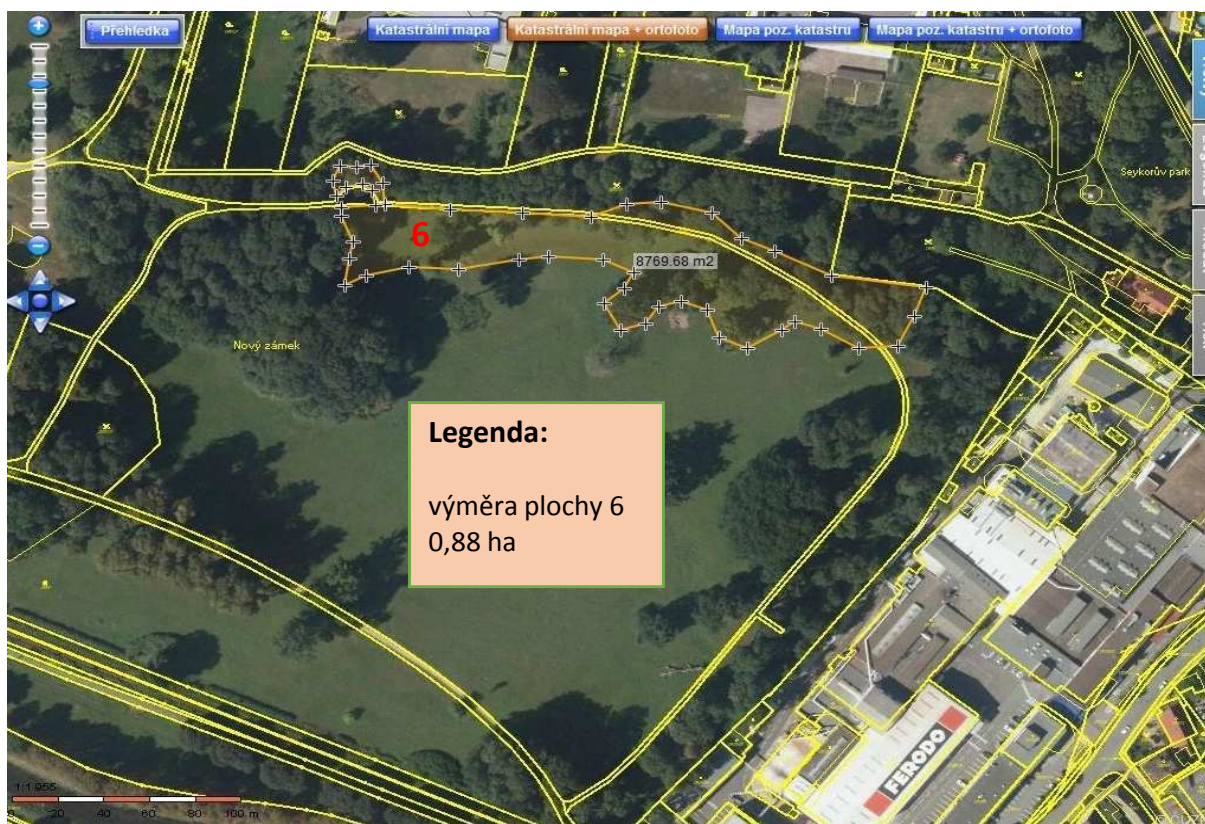 Přehledka
Katastrální mapa
Katastrální mapa + ortofoto
Mapa poz. katastru
Mapa poz. katastru + ortofoto
Seykorův park
6
8769.68 m2
Nový zámek
Legenda:
výměra plochy 6
0,88 ha
FERODO
1:1 955
0 20 40 60 80 100 m